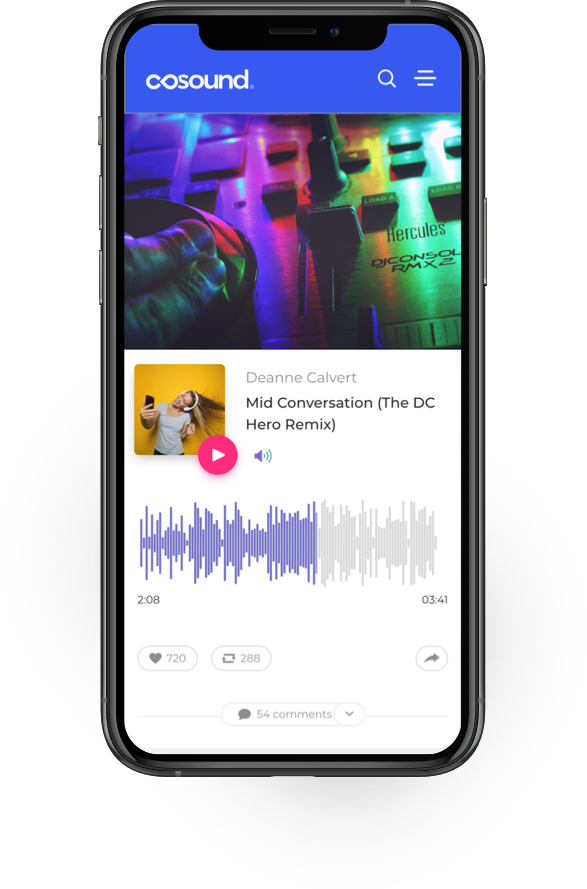 cosound®
LOAD A
LOAD B
Hercules
DJCONSOL
RMX2
Deanne Calvert
Mid Conversation (The DC
Hero Remix)
2:08
03:41
720
288
54 comments